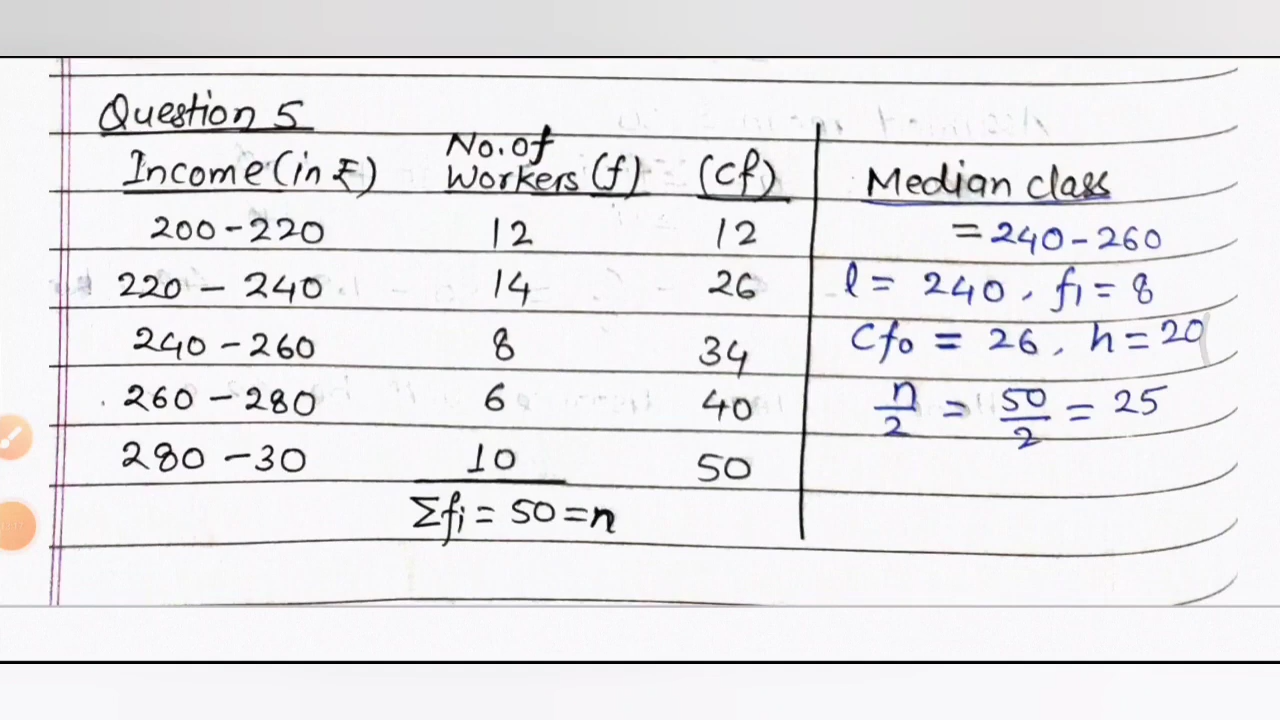 Question 5
Income (in ₹) No. of Workers (f) (Cf) Median class
200-220 12 12 = 240-260
220 - 240 14 26 l = 240, f1 = 8
240-260 8 34 Cf0 = 26, h = 20
260-280 6 40 n/2 = 50/2 = 25
280-30 10 50
Σfi = 50 = n